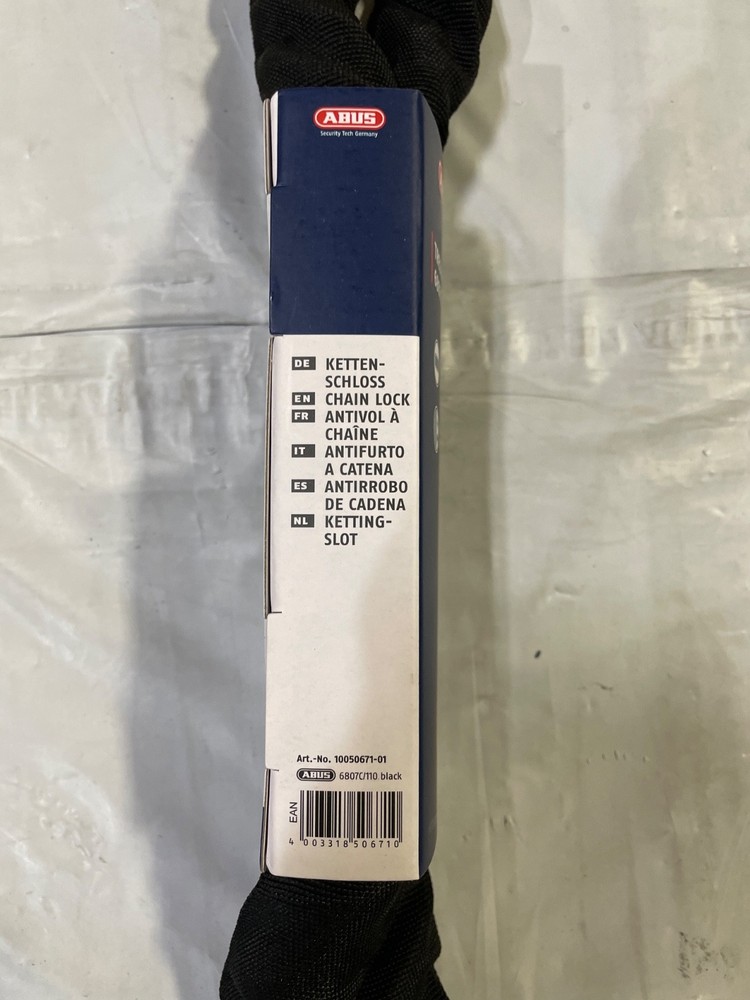 ABUS
Security Tech Germany
DE KETTEN-
SCHLOSS
EN CHAIN LOCK
FR ANTIVOL À
CHAÎNE
IT ANTIFURTO
A CATENA
ES ANTIRROBO
DE CADENA
NL KETTING-
SLOT
Art.-No. 10050671-01
ABUS 6807C/110 black
EAN
4 003318 506710